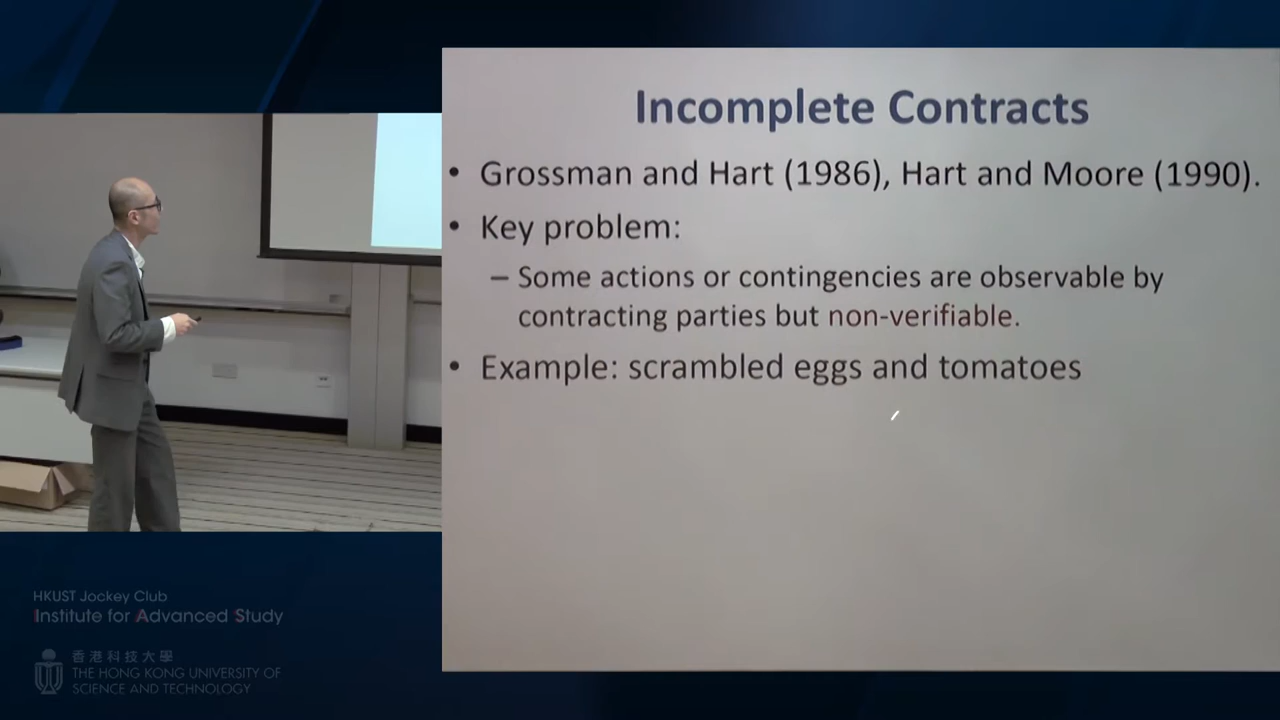 Incomplete Contracts
• Grossman and Hart (1986), Hart and Moore (1990).
• Key problem:
– Some actions or contingencies are observable by
contracting parties but non-verifiable.
• Example: scrambled eggs and tomatoes
HKUST Jockey Club
Institute for Advanced Study
香港科技大學
THE HONG KONG UNIVERSITY OF
SCIENCE AND TECHNOLOGY